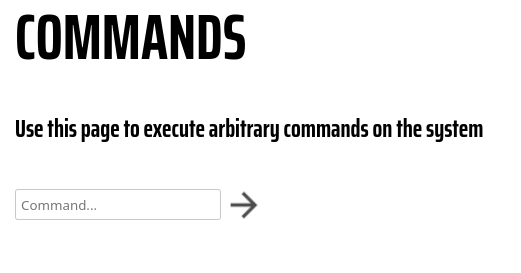 COMMANDS
Use this page to execute arbitrary commands on the system
Command...